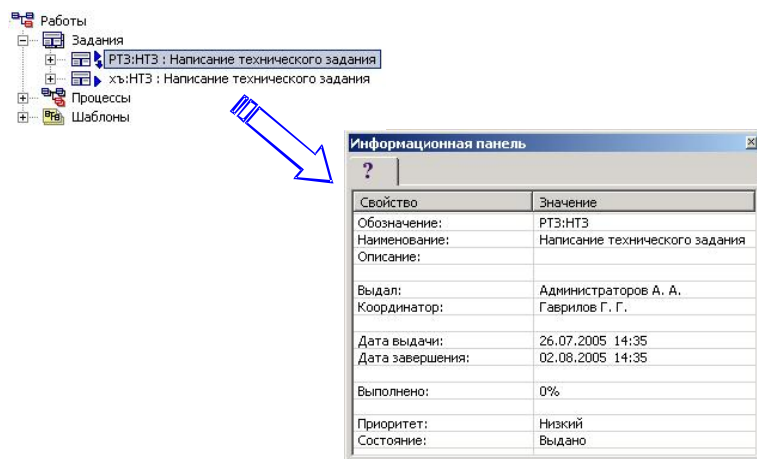 Работы
Задания
РТЗ:НТЗ : Написание технического задания
хъ:НТЗ : Написание технического задания
Процессы
Шаблоны
Информационная панель
?
Свойство Значение
Обозначение: РТЗ:НТЗ
Наименование: Написание технического задания
Описание:
Выдал: Администраторов А. А.
Координатор: Гаврилов Г. Г.
Дата выдачи: 26.07.2005 14:35
Дата завершения: 02.08.2005 14:35
Выполнено: 0%
Приоритет: Низкий
Состояние: Выдано